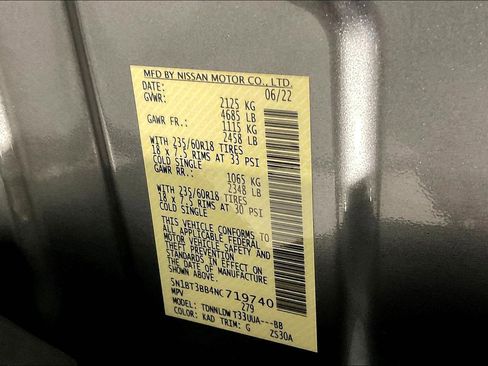 MFD BY NISSAN MOTOR CO., LTD.
DATE: 06/22
GVWR: 2125 KG
4685 LB
GAWR FR.: 1115 KG
2458 LB
WITH 235/60R18 TIRES
18 x 7.5 RIMS AT 33 PSI
COLD SINGLE
GAWR RR.: 1065 KG
2348 LB
WITH 235/60R18 TIRES
18 x 7.5 RIMS AT 30 PSI
COLD SINGLE
THIS VEHICLE CONFORMS TO
ALL APPLICABLE FEDERAL
MOTOR VEHICLE SAFETY AND
THEFT PREVENTION
STANDARDS IN EFFECT ON
THE DATE OF MANUFACTURE
SHOWN ABOVE.
5N1BT3BB4NC719740
MPV 279
MODEL: TDNNLDW T33UUA---BB
COLOR: KAD TRIM: G ZS30A